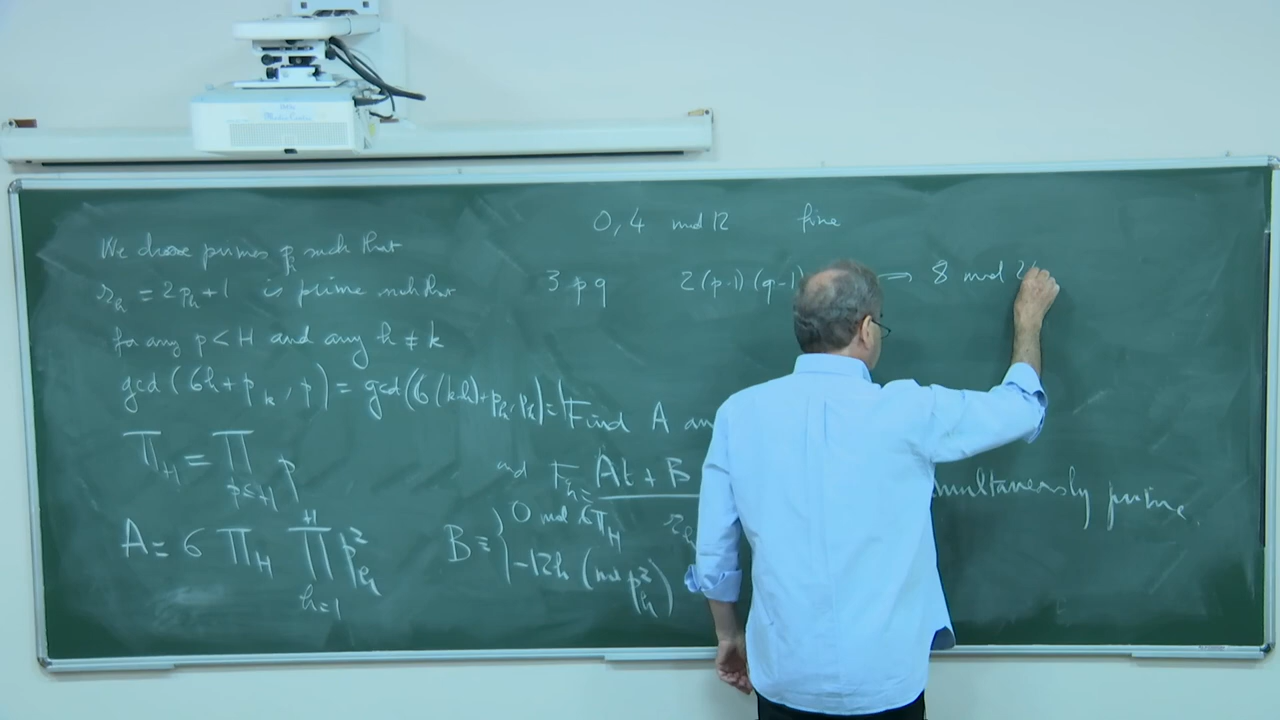 We choose primes p_h such that
r_h = 2p_h + 1 is prime such that
for any p < H and any h ≠ k
gcd(6h + p_k, p) = gcd(6(k-h) + p_h, p_k) = 1
Π_H = ∏_{p≤H} p
A = 6 Π_H ∏_{h=1}^{H} p_h^2
0, 4 mod 12 fine
3pq 2(p-1)(q-1) → 8 mod 2
Find A an
and F_h = (At + B)/r_h simultaneously prime
B ≡ { 0 mod 6Π_H
-12h (mod p_h^2)